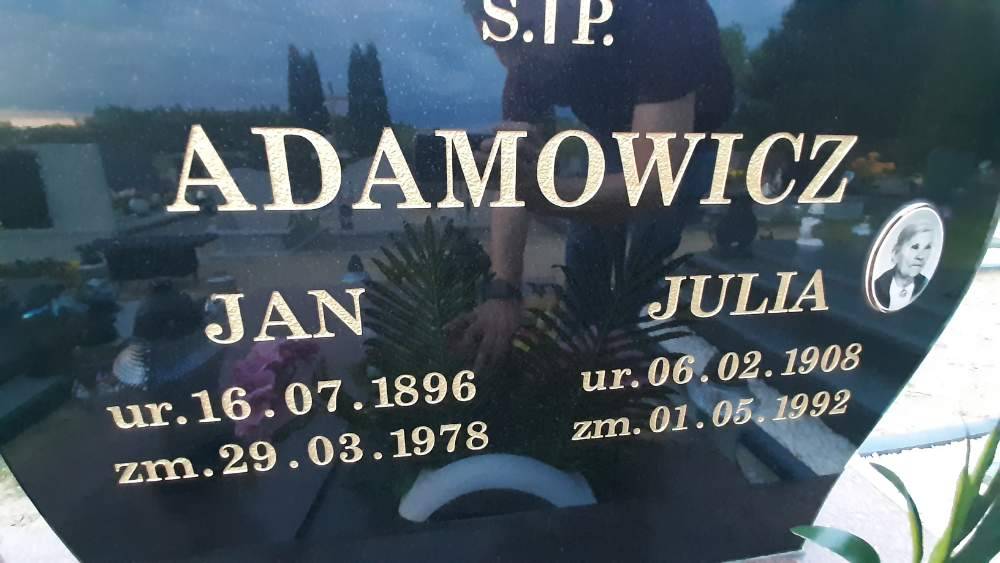 Ś.†P.
ADAMOWICZ
JAN
ur.16.07.1896
zm.29.03.1978
JULIA
ur.06.02.1908
zm.01.05.1992